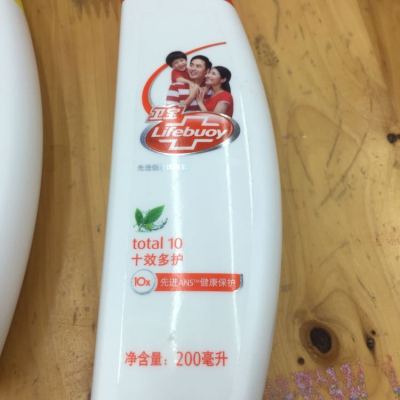 卫宝
Lifebuoy
total 10
十效多护
10x 先进ANS™健康保护
净含量：200毫升